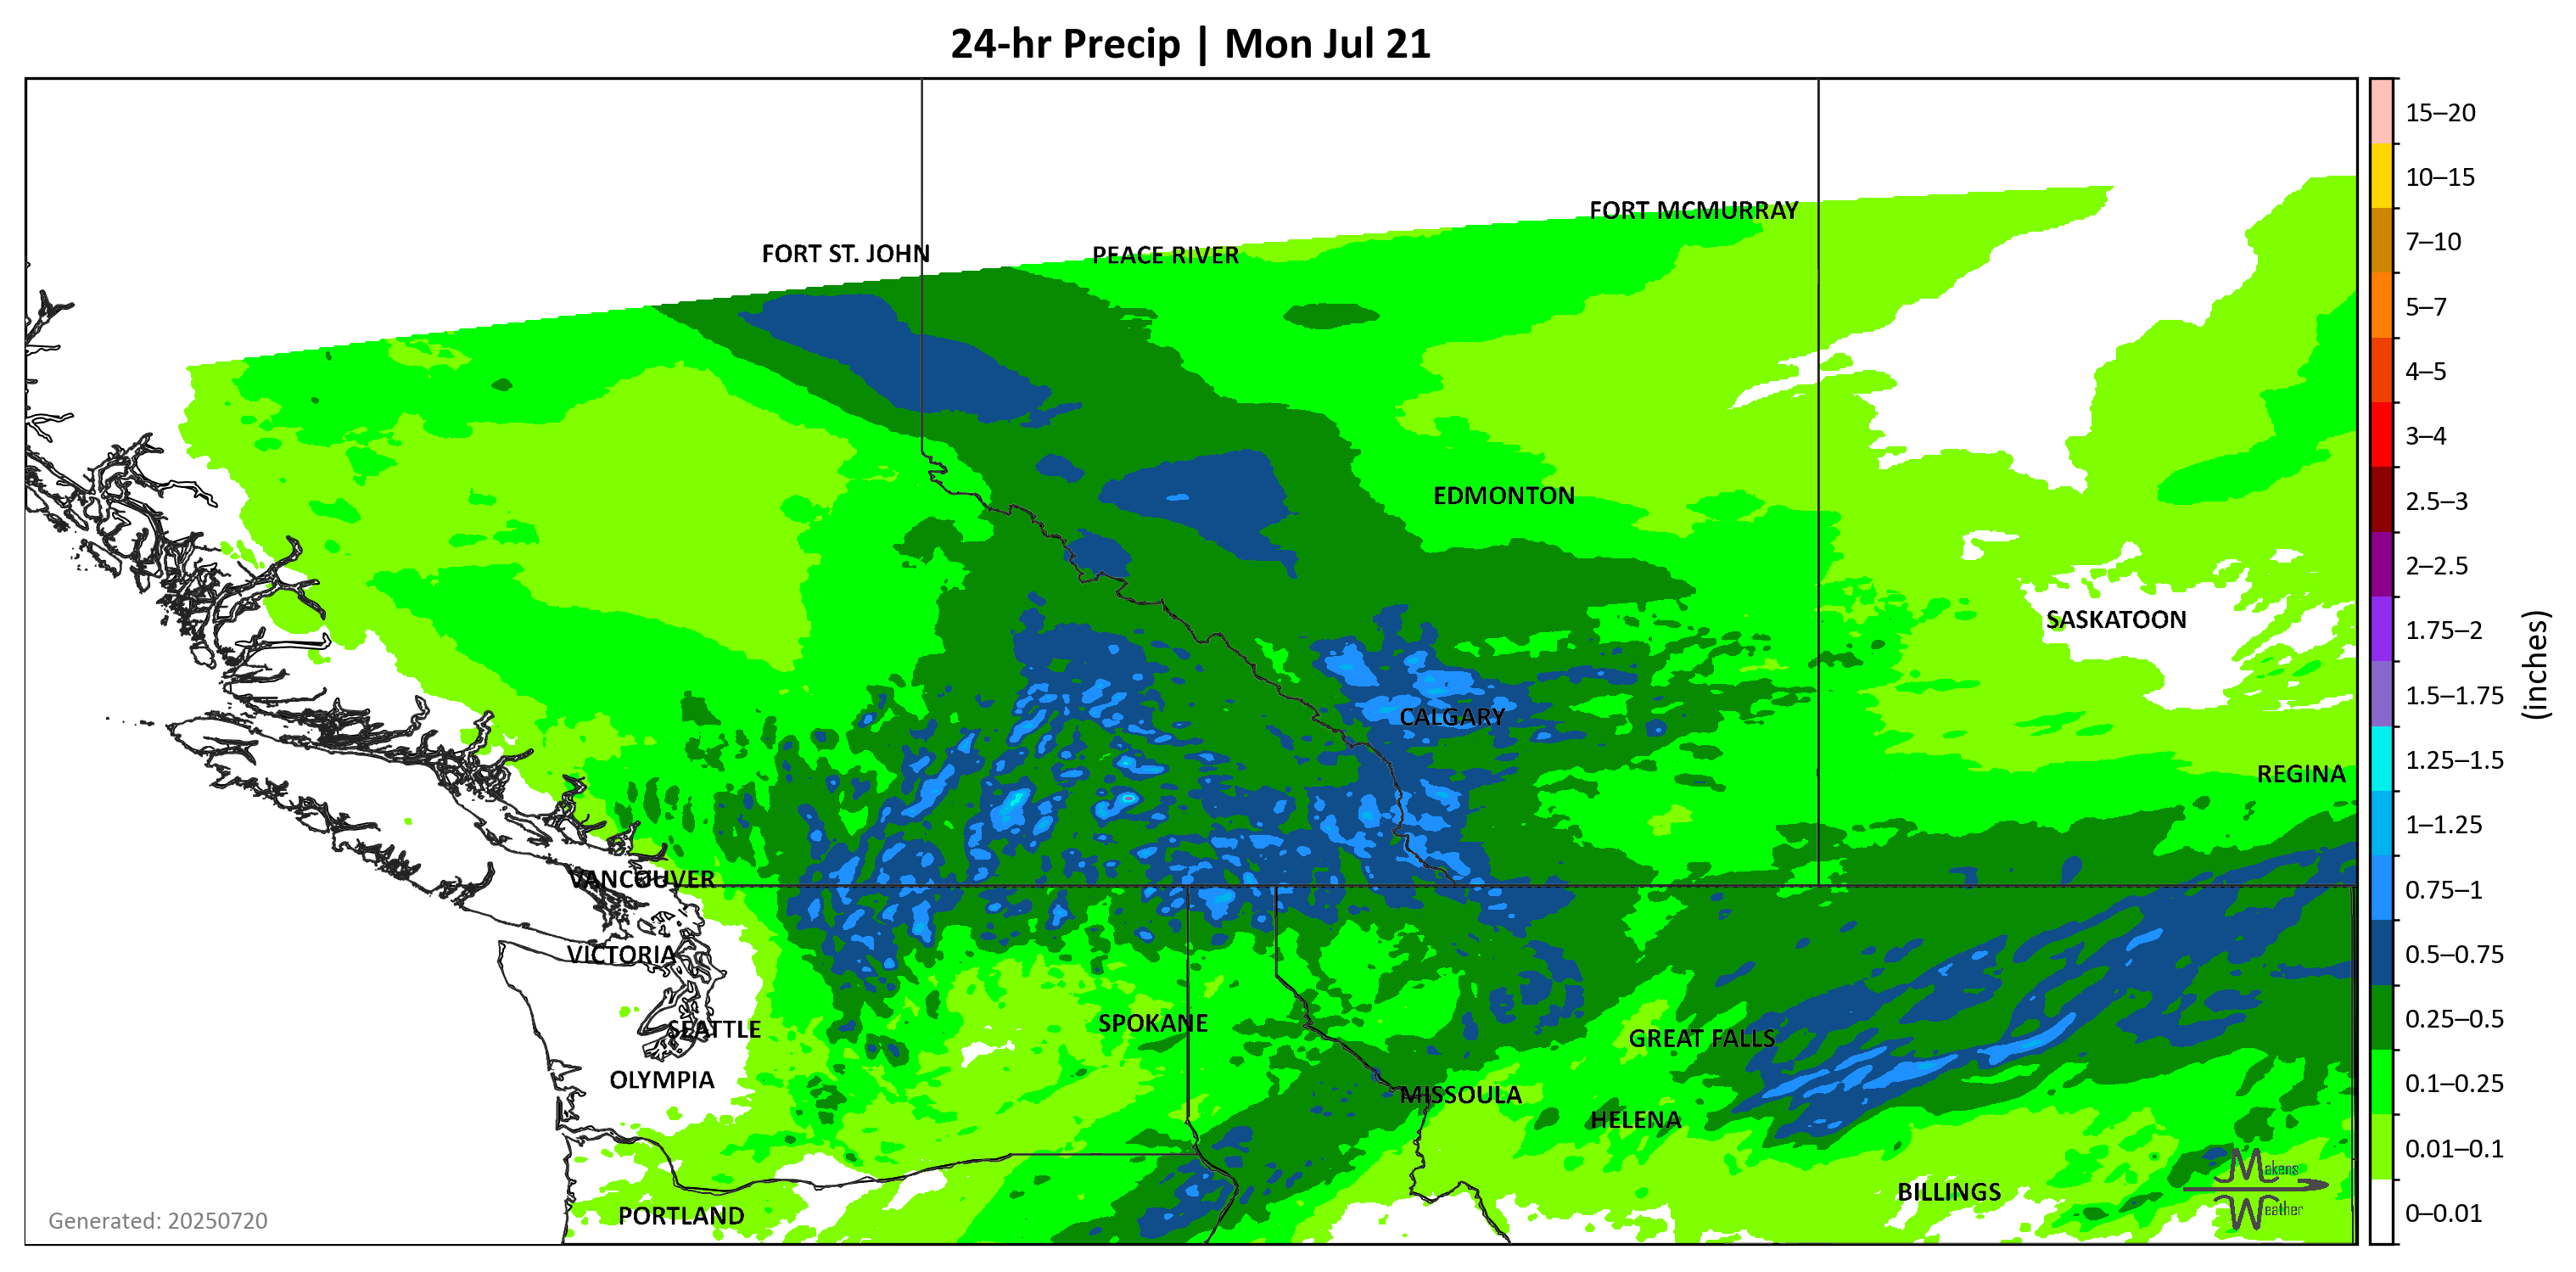 24-hr Precip | Mon Jul 21
FORT MCMURRAY
FORT ST. JOHN
PEACE RIVER
EDMONTON
SASKATOON
CALGARY
REGINA
VANCOUVER
VICTORIA
SPOKANE
SEATTLE
GREAT FALLS
OLYMPIA
MISSOULA
HELENA
BILLINGS
PORTLAND
Makens
Weather
Generated: 20250720
15–20
10–15
7–10
5–7
4–5
3–4
2.5–3
2–2.5
1.75–2
1.5–1.75
1.25–1.5
1–1.25
0.75–1
0.5–0.75
0.25–0.5
0.1–0.25
0.01–0.1
0–0.01
(inches)